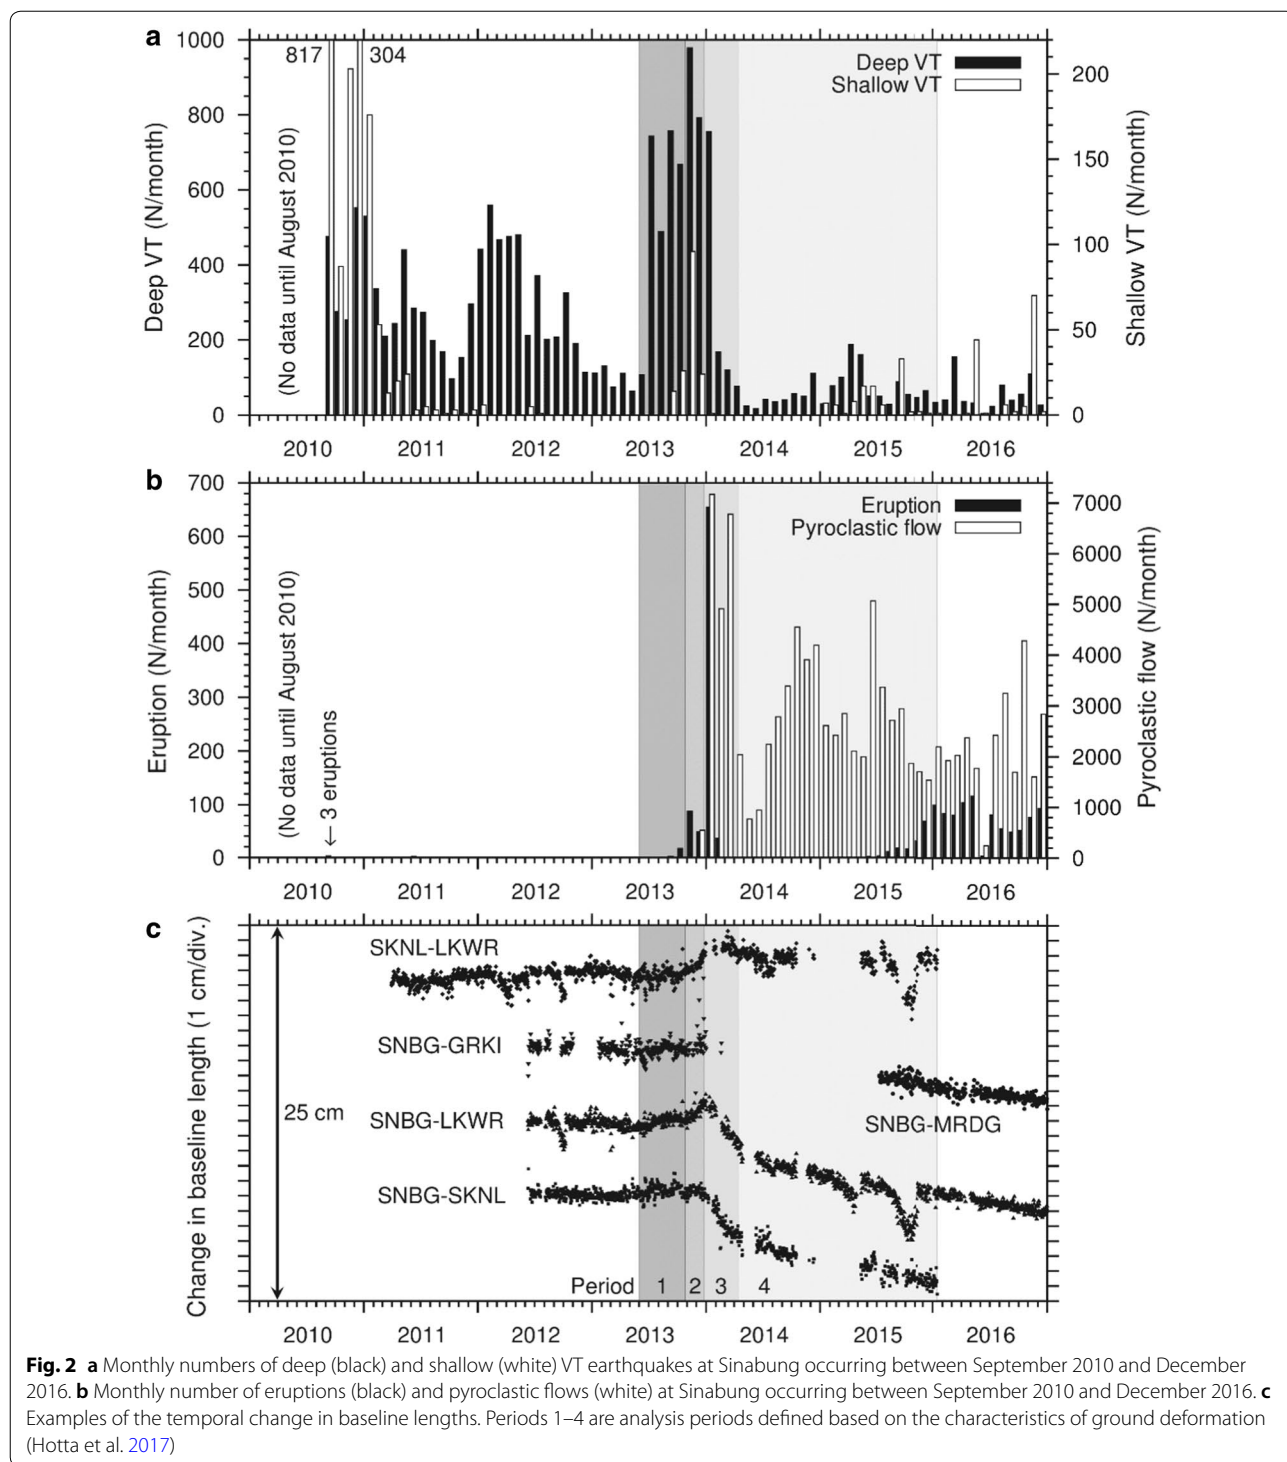 a
1000
800
600
400
200
0
Deep VT (N/month)
817
304
(No data until August 2010)
Deep VT
Shallow VT
200
150
100
50
0
Shallow VT (N/month)
2010 2011 2012 2013 2014 2015 2016
b
700
600
500
400
300
200
100
0
Eruption (N/month)
(No data until August 2010)
← 3 eruptions
Eruption
Pyroclastic flow
7000
6000
5000
4000
3000
2000
1000
0
Pyroclastic flow (N/month)
2010 2011 2012 2013 2014 2015 2016
c
Change in baseline length (1 cm/div.)
25 cm
SKNL-LKWR
SNBG-GRKI
SNBG-LKWR
SNBG-MRDG
SNBG-SKNL
Period 1 2 3 4
2010 2011 2012 2013 2014 2015 2016
Fig. 2 a Monthly numbers of deep (black) and shallow (white) VT earthquakes at Sinabung occurring between September 2010 and December
2016. b Monthly number of eruptions (black) and pyroclastic flows (white) at Sinabung occurring between September 2010 and December 2016. c
Examples of the temporal change in baseline lengths. Periods 1–4 are analysis periods defined based on the characteristics of ground deformation
(Hotta et al. 2017)